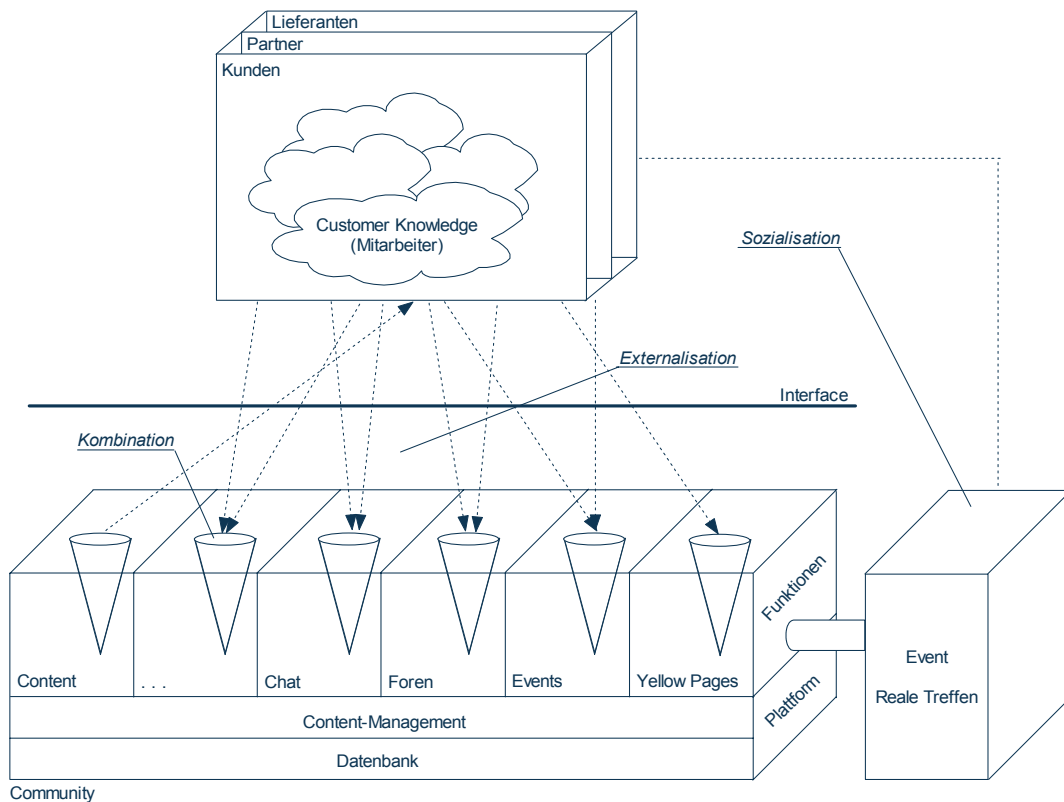 Lieferanten
Partner
Kunden
Customer Knowledge
(Mitarbeiter)
Sozialisation
Externalisation
Interface
Kombination
Funktionen
Content
. . .
Chat
Foren
Events
Yellow Pages
Plattform
Event
Reale Treffen
Content-Management
Datenbank
Community